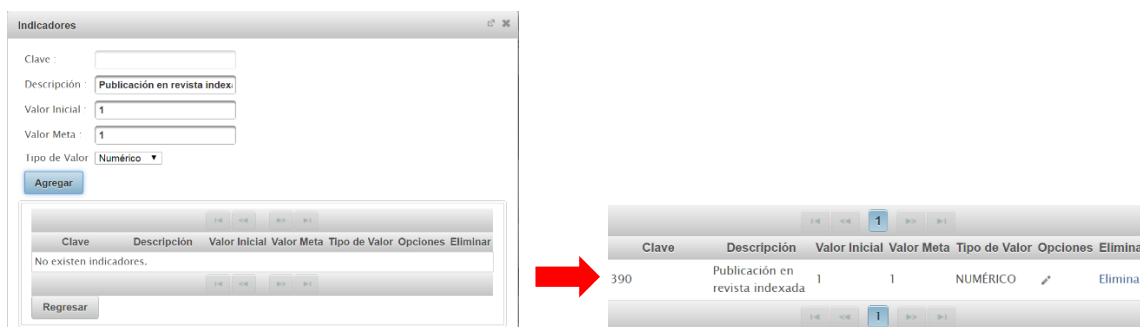 Indicadores
Clave :
Descripción : Publicación en revista indexa
Valor Inicial : 1
Valor Meta : 1
Tipo de Valor Numérico
Agregar
Clave Descripción Valor Inicial Valor Meta Tipo de Valor Opciones Eliminar
No existen indicadores.
Regresar
1
Clave Descripción Valor Inicial Valor Meta Tipo de Valor Opciones Elimina
390 Publicación en revista indexada 1 1 NUMÉRICO Elimina
1